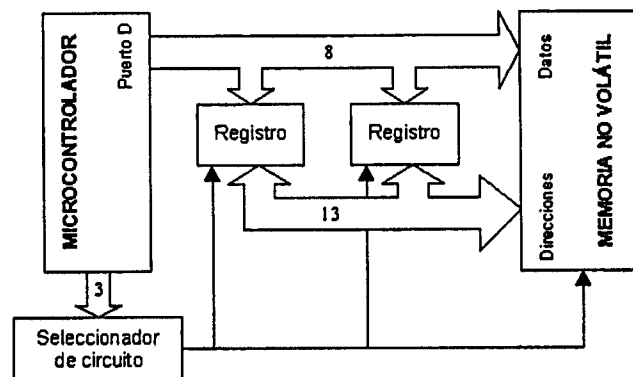 MICROCONTROLADOR
Puerto D
8
Datos
MEMORIA NO VOLÁTIL
Registro
Registro
13
Direcciones
3
Seleccionador
de circuito